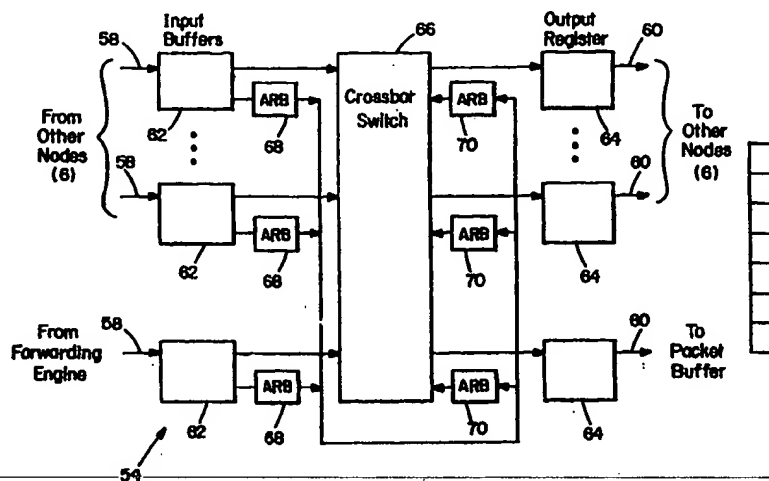 Input
Buffers
66
Output
Register
58
60
ARB
Crossbar
Switch
ARB
From
Other
Nodes
(6)
62
68
70
64
To
Other
Nodes
(6)
58
60
ARB
ARB
62
68
70
64
From
Forwarding
Engine
58
60
To
Packet
Buffer
ARB
ARB
62
68
70
64
54